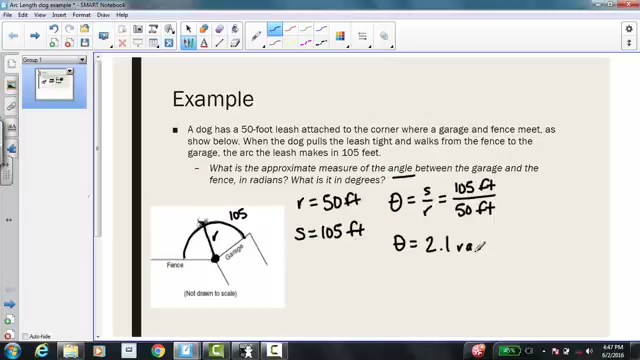 Arc Length dog example * - SMART Notebook
File Edit View Insert Format Tools Add-ons Help
Group 1
Example
A dog has a 50-foot leash attached to the corner where a garage and fence meet, as
show below. When the dog pulls the leash tight and walks from the fence to the
garage, the arc the leash makes in 105 feet.
– What is the approximate measure of the angle between the garage and the
fence, in radians? What is it in degrees?
r = 50 ft
θ = s/r = 105 ft/50 ft
s = 105 ft
θ = 2.1 ra
105
r
Garage
Fence
(Not drawn to scale)
Auto-hide
45%
4:47 PM
6/2/2016